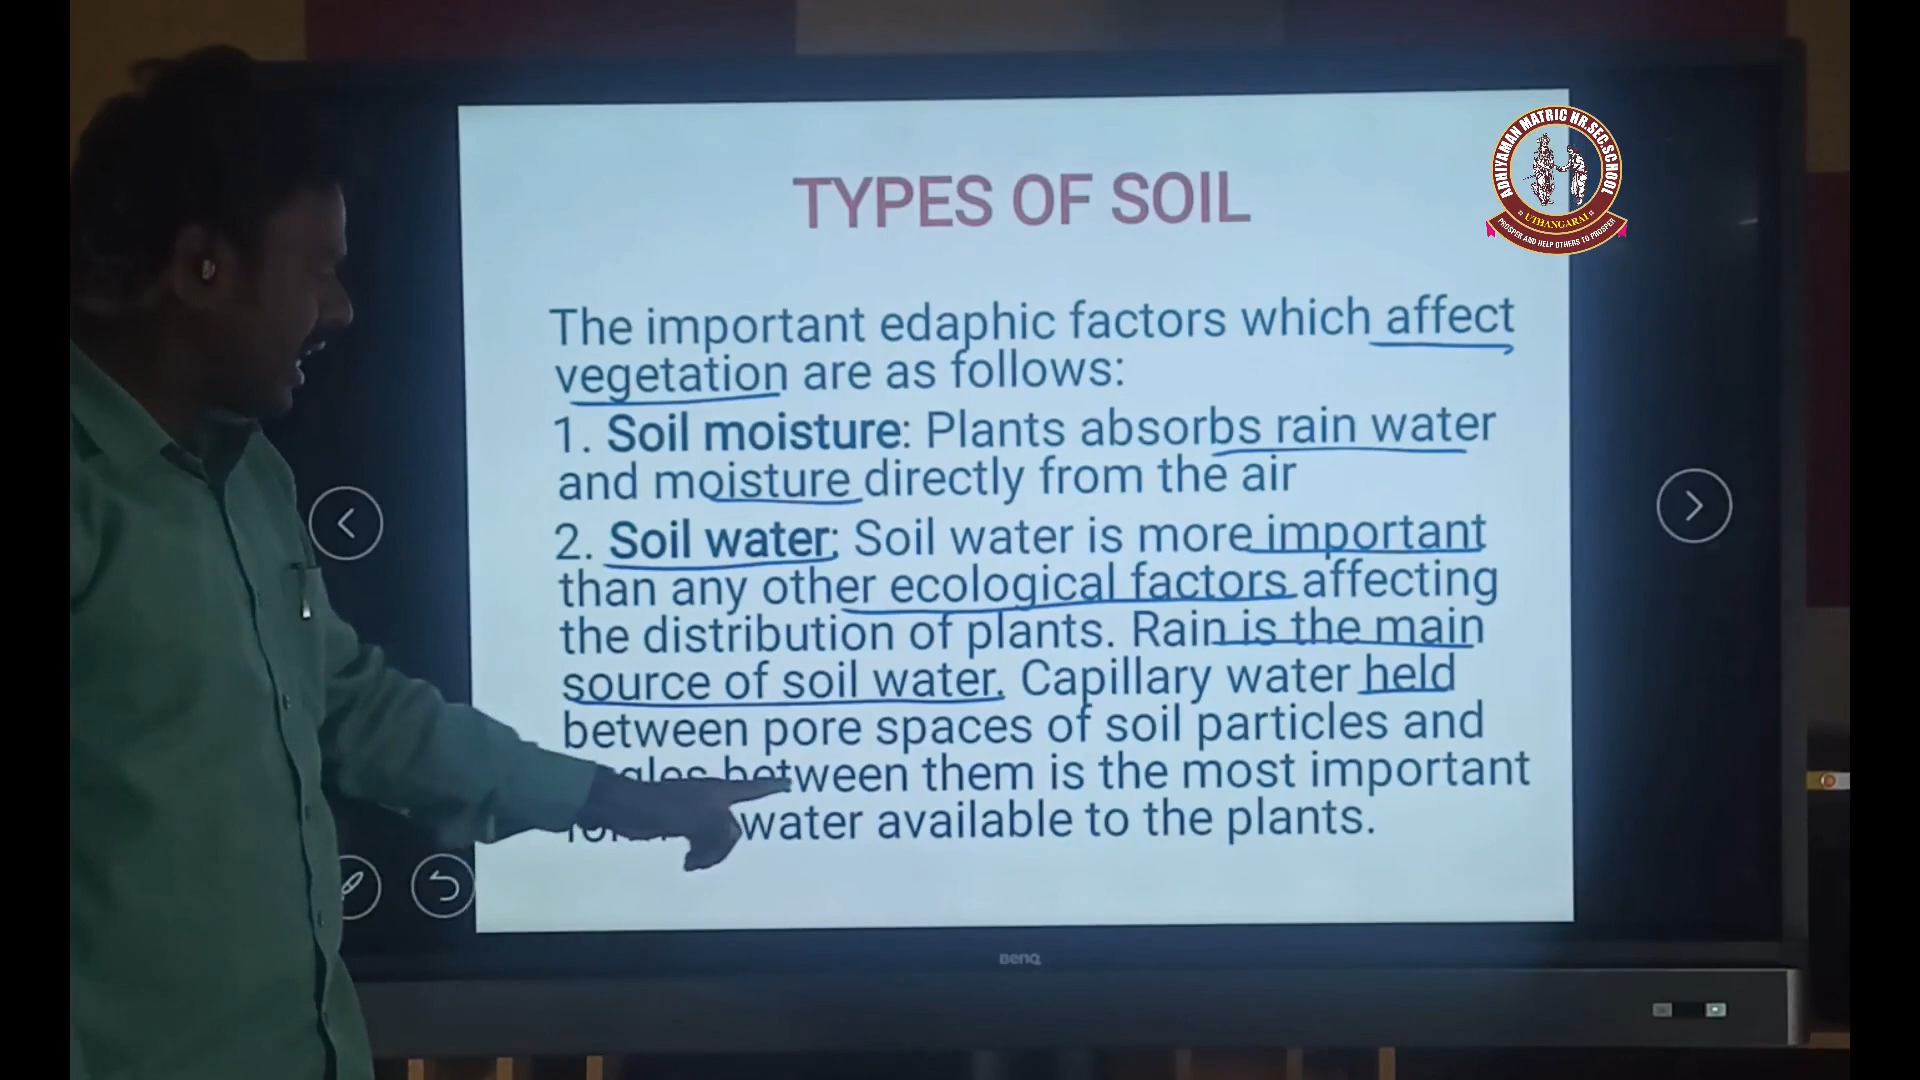 TYPES OF SOIL
The important edaphic factors which affect
vegetation are as follows:
1. Soil moisture: Plants absorbs rain water
and moisture directly from the air
2. Soil water: Soil water is more important
than any other ecological factors affecting
the distribution of plants. Rain is the main
source of soil water. Capillary water held
between pore spaces of soil particles and
between them is the most important
water available to the plants.
ADHIYAMAN MATRIC HR.SEC.SCHOOL
UTHANGARAI
PROSPER AND HELP OTHERS TO PROSPER
BenQ